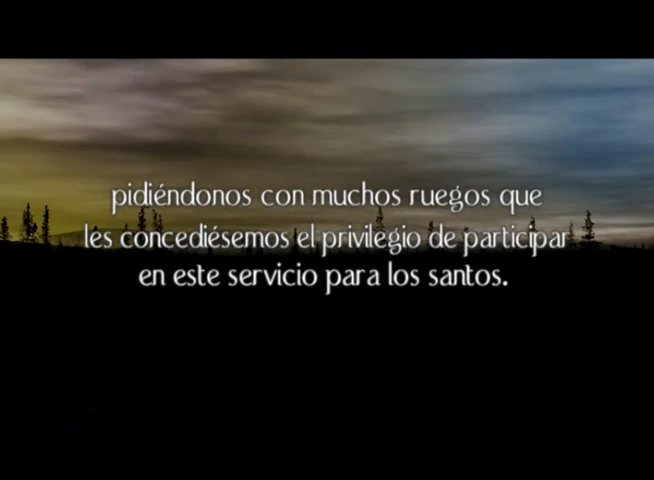 pidiéndonos con muchos ruegos que
les concediésemos el privilegio de participar
en este servicio para los santos.